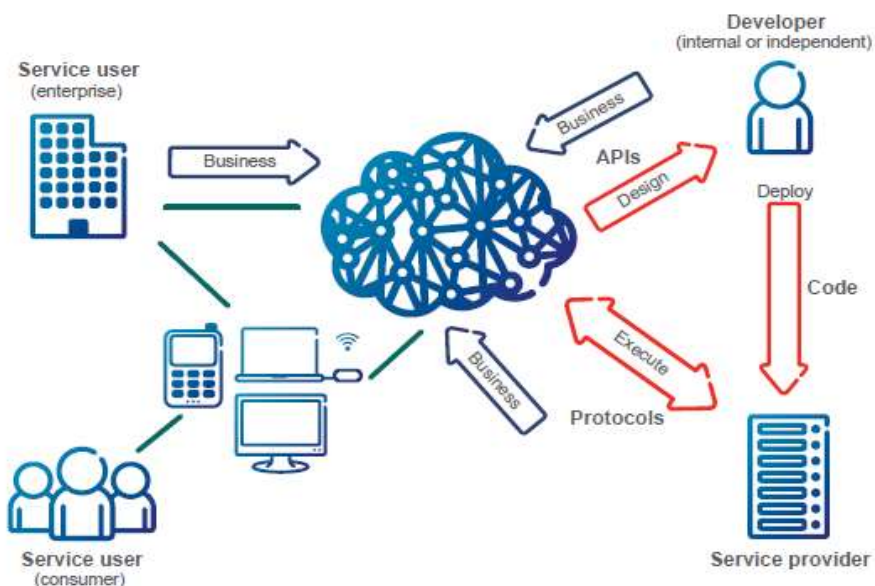 Developer
(internal or independent)
Service user
(enterprise)
Business
Business
APIs
Design
Deploy
Code
Execute
Business
Protocols
Service user
(consumer)
Service provider